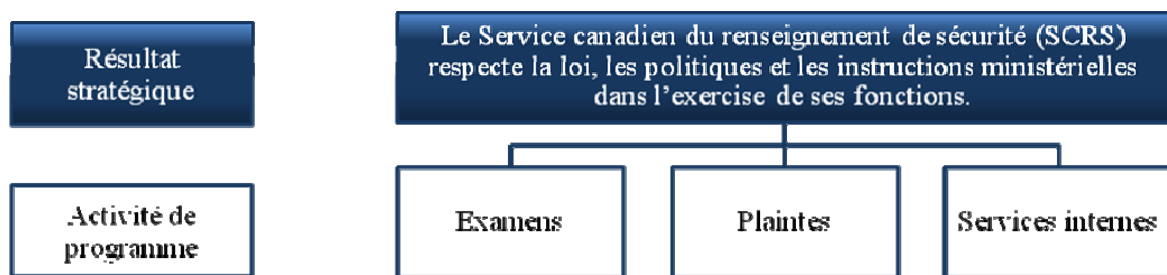 Résultat
stratégique
Le Service canadien du renseignement de sécurité (SCRS)
respecte la loi, les politiques et les instructions ministérielles
dans l'exercise de ses fonctions.
Activité de
programme
Examens
Plaintes
Services internes